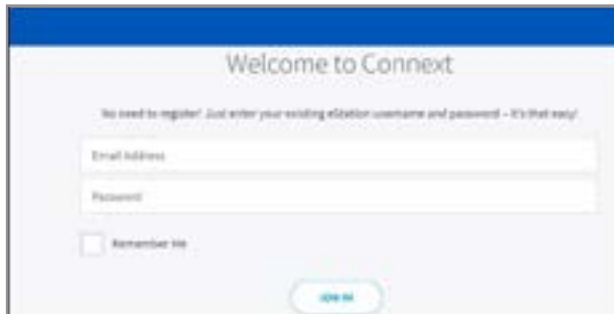 Welcome to Connext
No need to register! Just enter your existing eStation username and password – It's that easy!
Email Address
Password
Remember Me
SIGN IN